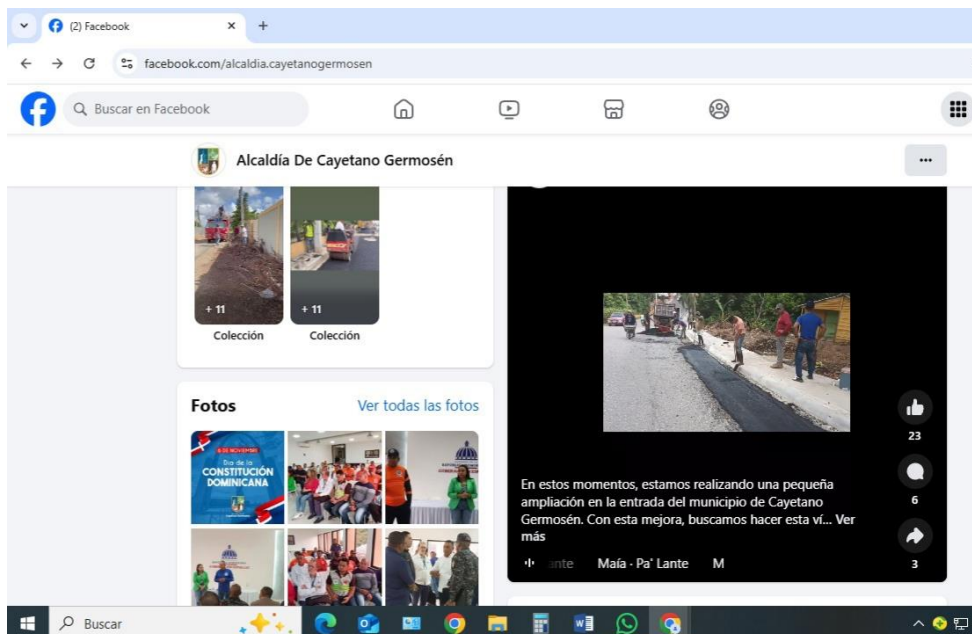 (2) Facebook
facebook.com/alcaldia.cayetanogermosen
Buscar en Facebook
Alcaldía De Cayetano Germosén
+ 11
+ 11
Colección
Colección
Fotos
Ver todas las fotos
6 DE NOVIEMBRE
Día de la
CONSTITUCIÓN
DOMINICANA
23
6
3
En estos momentos, estamos realizando una pequeña
ampliación en la entrada del municipio de Cayetano
Germosén. Con esta mejora, buscamos hacer esta ví... Ver
más
ante Maía · Pa' Lante M
Buscar